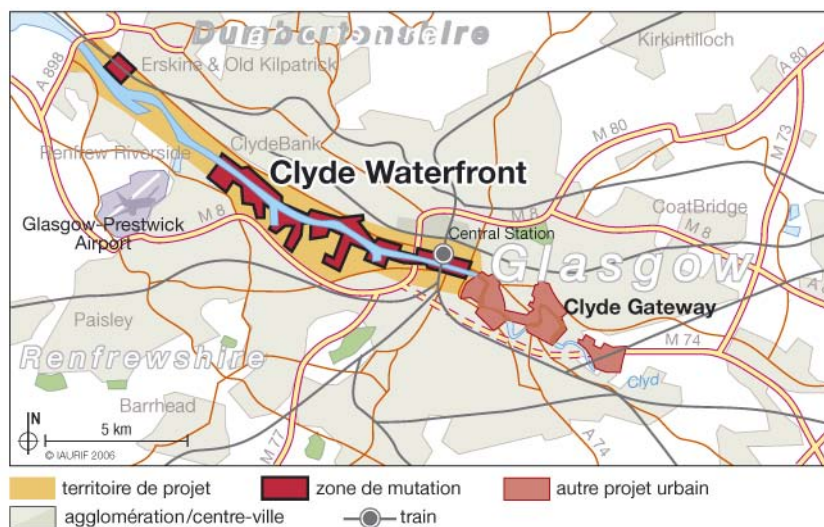 Dumbartonshire
Kirkintilloch
A 898
Erskine & Old Kilpatrick
A 80
M 80
M 73
Renfrew Riverside
ClydeBank
Clyde Waterfront
Glasgow-Prestwick
Airport
M 8
M 8
CoatBridge
M 8
Central Station
Glasgow
Clyde Gateway
Paisley
Renfrewshire
M 74
Clyd
Barrhead
N
5 km
© IAURIF 2006
M 77
A 74
territoire de projet
zone de mutation
autre projet urbain
agglomération/centre-ville
train